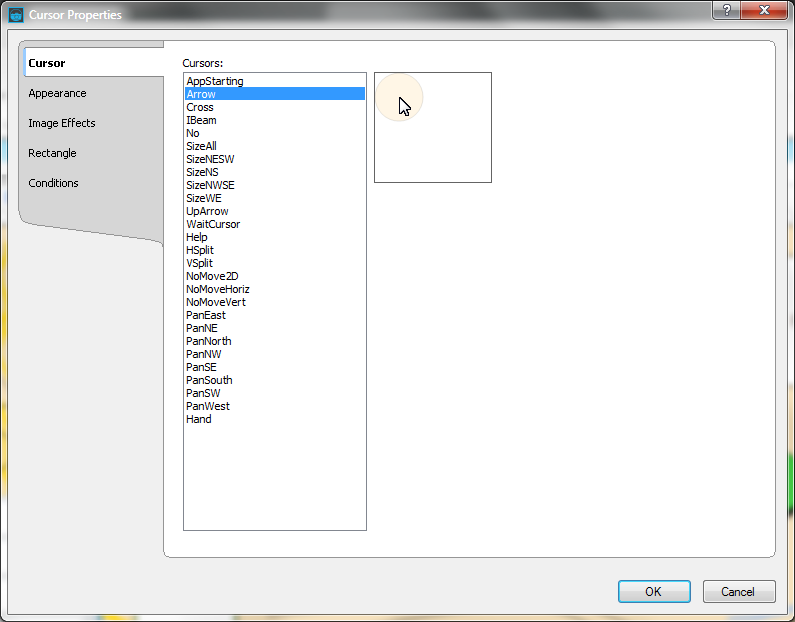 Cursor Properties
?
Cursor
Appearance
Image Effects
Rectangle
Conditions
Cursors:
AppStarting
Arrow
Cross
IBeam
No
SizeAll
SizeNESW
SizeNS
SizeNWSE
SizeWE
UpArrow
WaitCursor
Help
HSplit
VSplit
NoMove2D
NoMoveHoriz
NoMoveVert
PanEast
PanNE
PanNorth
PanNW
PanSE
PanSouth
PanSW
PanWest
Hand
OK
Cancel